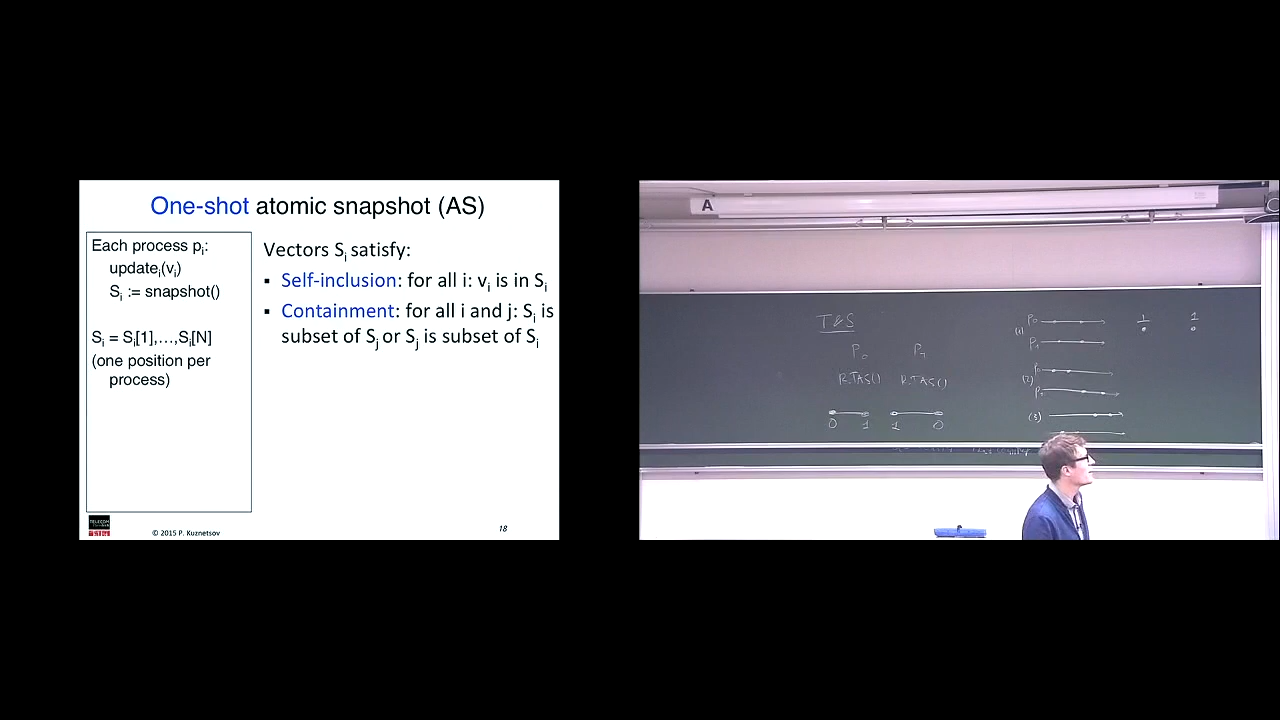 One-shot atomic snapshot (AS)
Each process pi:
updatei(vi)
Si := snapshot()
Si = Si[1],…,Si[N]
(one position per
process)
Vectors Si satisfy:
▪ Self-inclusion: for all i: vi is in Si
▪ Containment: for all i and j: Si is
subset of Sj or Sj is subset of Si
TELECOM
© 2015 P. Kuznetsov
18
A
T&S
P0 P1
R.TAS() R.TAS()
0 1 1 0
(1) P0
P1
(2) P0
P1
(3)
1 1